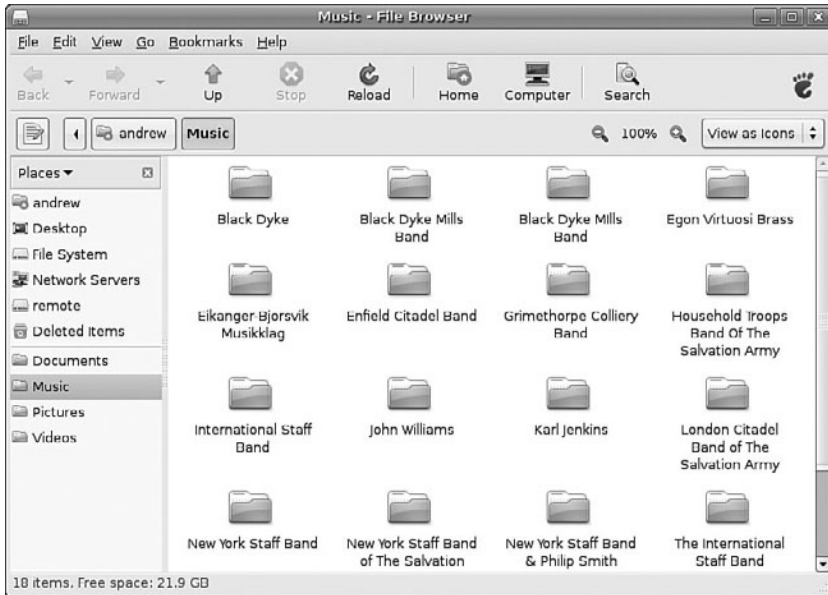 Music - File Browser
File Edit View Go Bookmarks Help
Back Forward Up Stop Reload Home Computer Search
andrew Music 100% View as Icons
Places
andrew
Desktop
File System
Network Servers
remote
Deleted Items
Documents
Music
Pictures
Videos
Black Dyke
Black Dyke Mills
Band
Black Dyke Mills
Band
Egon Virtuosi Brass
Eikanger-Bjorsvik
Musikklag
Enfield Citadel Band
Grimethorpe Colliery
Band
Household Troops
Band Of The
Salvation Army
International Staff
Band
John Williams
Karl Jenkins
London Citadel
Band of The
Salvation Army
New York Staff Band
New York Staff Band
of The Salvation
New York Staff Band
& Philip Smith
The International
Staff Band
18 items, Free space: 21.9 GB